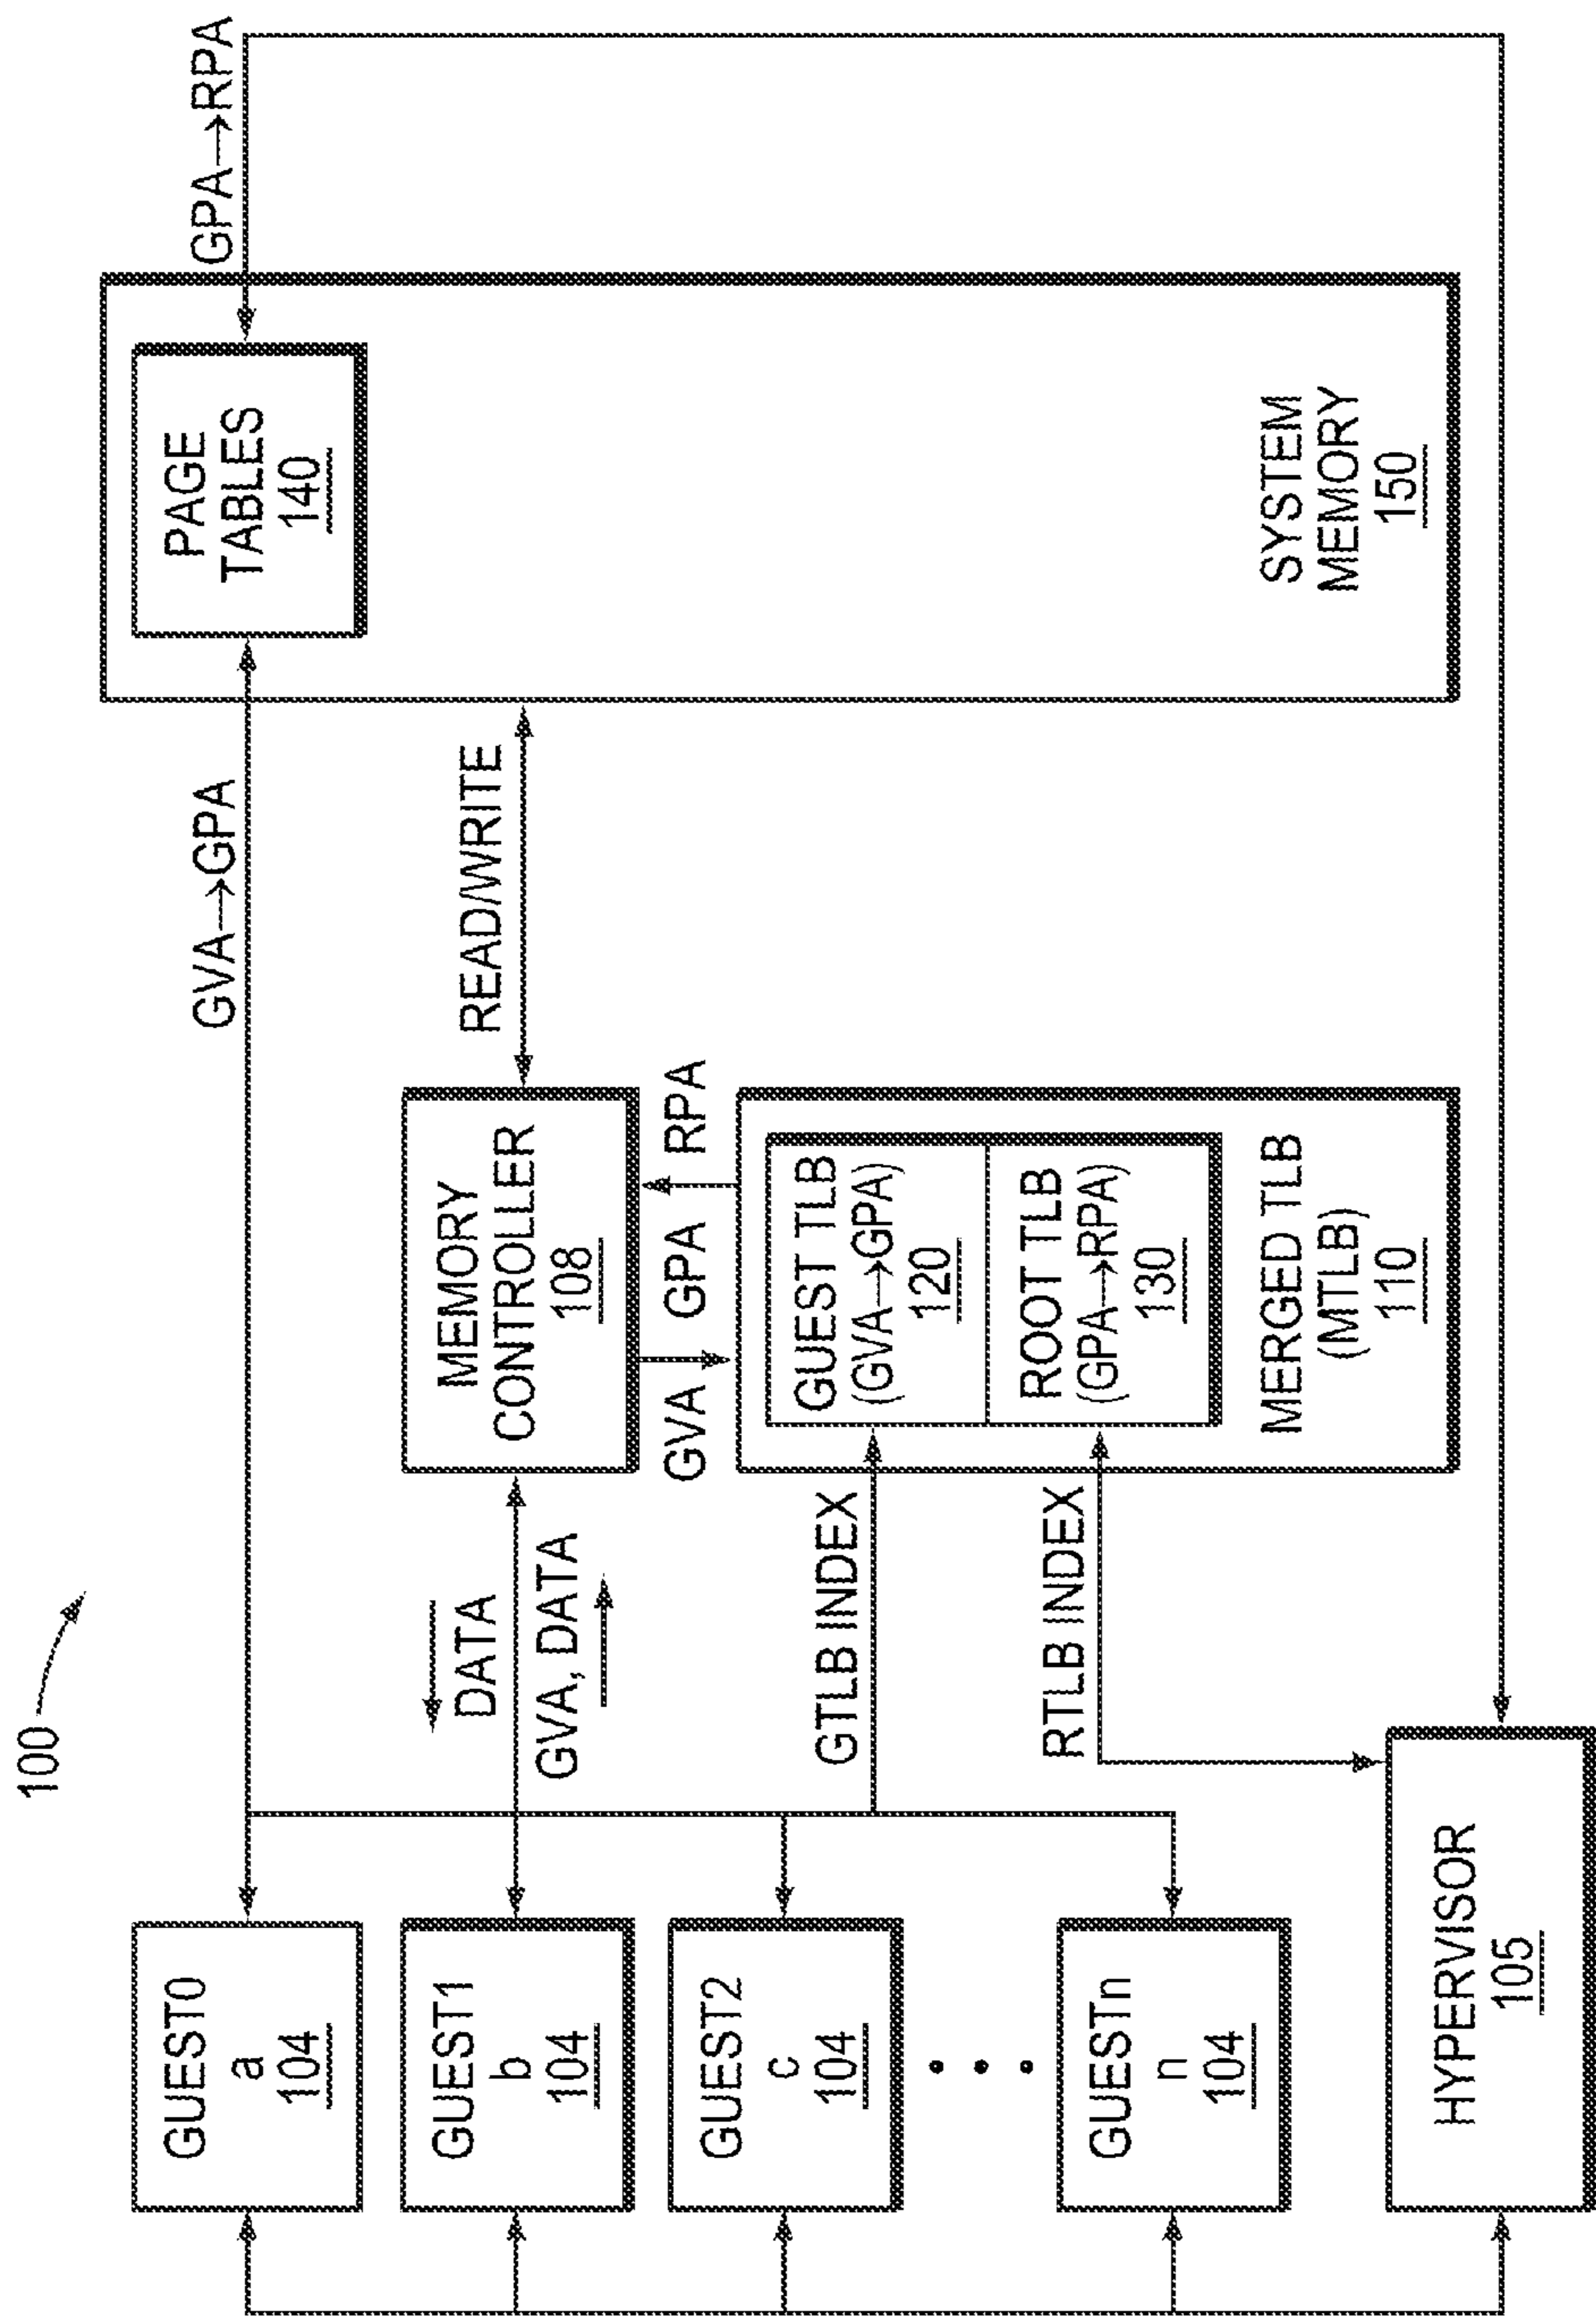 100
GUEST0
a
104
GUEST1
b
104
GUEST2
c
104
GUESTn
n
104
HYPERVISOR
105
DATA
GVA, DATA
GTLB INDEX
RTLB INDEX
MEMORY
CONTROLLER
108
GVA
GPA
RPA
GUEST TLB
(GVA→GPA)
120
ROOT TLB
(GPA→RPA)
130
MERGED TLB
(MTLB)
110
GVA→GPA
READ/WRITE
PAGE
TABLES
140
SYSTEM
MEMORY
150
GPA→RPA